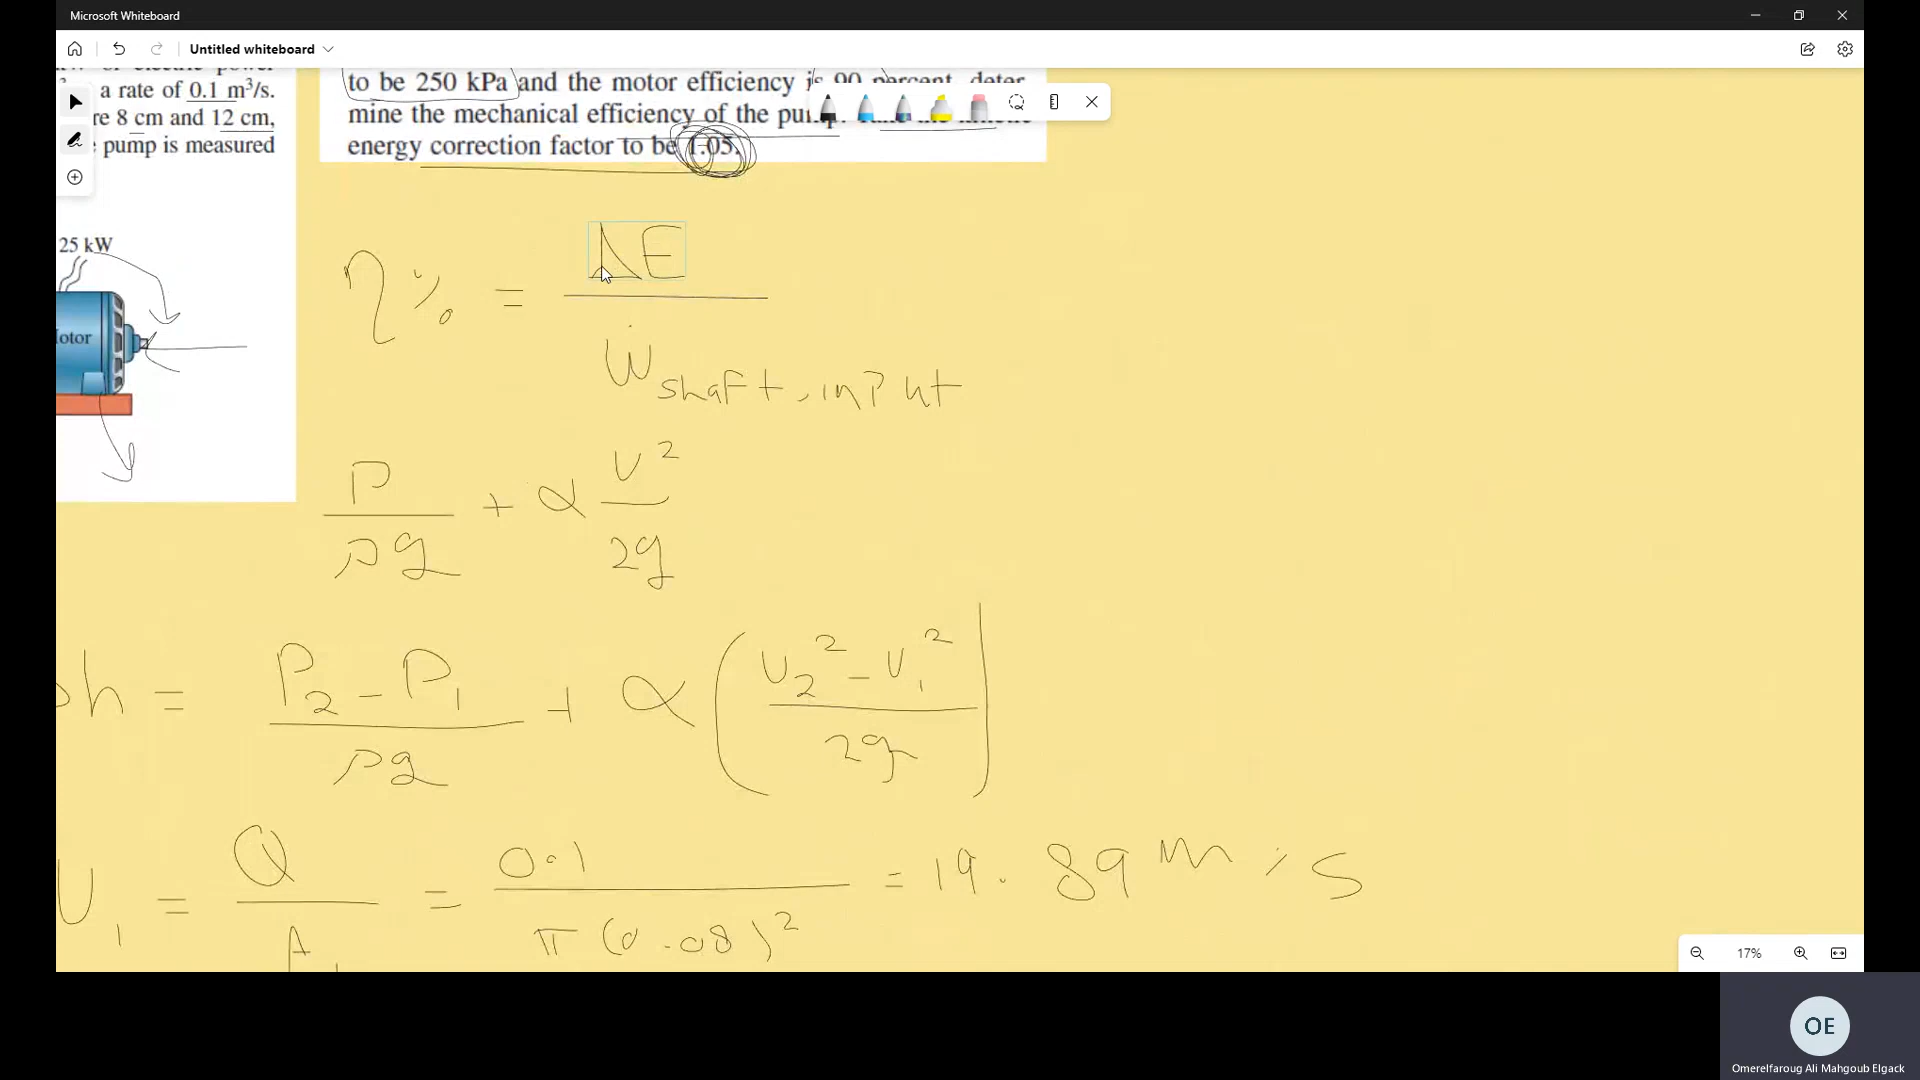 Microsoft Whiteboard
Untitled whiteboard
a rate of 0.1 m³/s.
re 8 cm and 12 cm,
pump is measured
to be 250 kPa and the motor efficiency is 90 percent, deter
mine the mechanical efficiency of the
energy correction factor to be 1.05.
25 kW
otor
η% = ΔE / Ẇ shaft, input
P / ρg + α V² / 2g
h = P₂ - P₁ / ρg + α ( V₂² - V₁² / 2g )
V₁ = Q / A₁ = 0.1 / π (0.08)² = 19.89 m/s
17%
OE
Omerelfaroug Ali Mahgoub Elgack